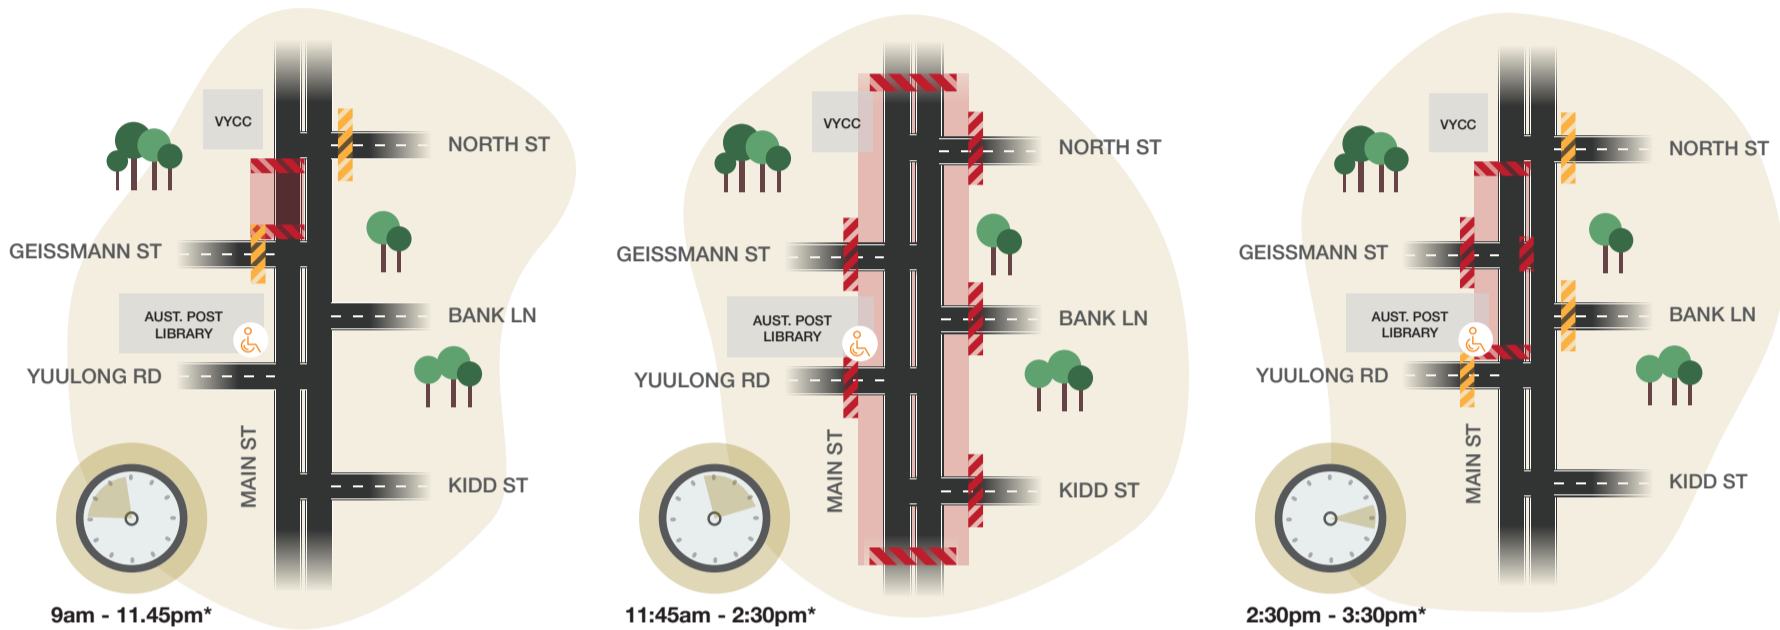 VYCC
NORTH ST
GEISSMANN ST
AUST. POST
LIBRARY
BANK LN
YUULONG RD
MAIN ST
KIDD ST
9am - 11.45pm*
VYCC
NORTH ST
GEISSMANN ST
AUST. POST
LIBRARY
BANK LN
YUULONG RD
MAIN ST
KIDD ST
11:45am - 2:30pm*
VYCC
NORTH ST
GEISSMANN ST
AUST. POST
LIBRARY
BANK LN
YUULONG RD
MAIN ST
KIDD ST
2:30pm - 3:30pm*